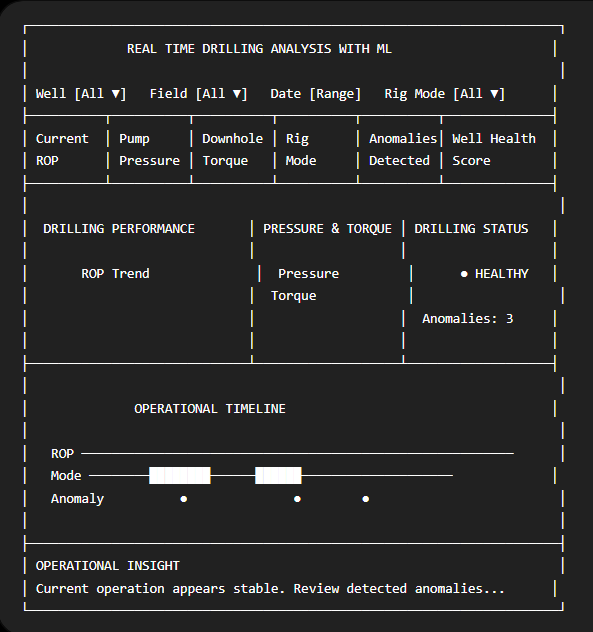 REAL TIME DRILLING ANALYSIS WITH ML
Well [All ▼] Field [All ▼] Date [Range] Rig Mode [All ▼]
Current Pump Downhole Rig Anomalies Well Health
ROP Pressure Torque Mode Detected Score
DRILLING PERFORMANCE PRESSURE & TORQUE DRILLING STATUS
ROP Trend Pressure ● HEALTHY
Torque
Anomalies: 3
OPERATIONAL TIMELINE
ROP
Mode
Anomaly
OPERATIONAL INSIGHT
Current operation appears stable. Review detected anomalies...